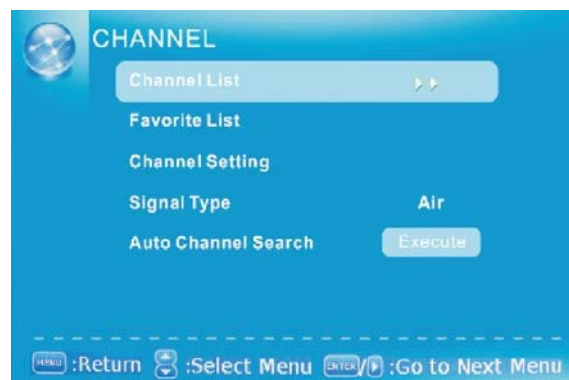 CHANNEL
Channel List
Favorite List
Channel Setting
Signal Type Air
Auto Channel Search Execute
MENU :Return :Select Menu ENTER/ :Go to Next Menu